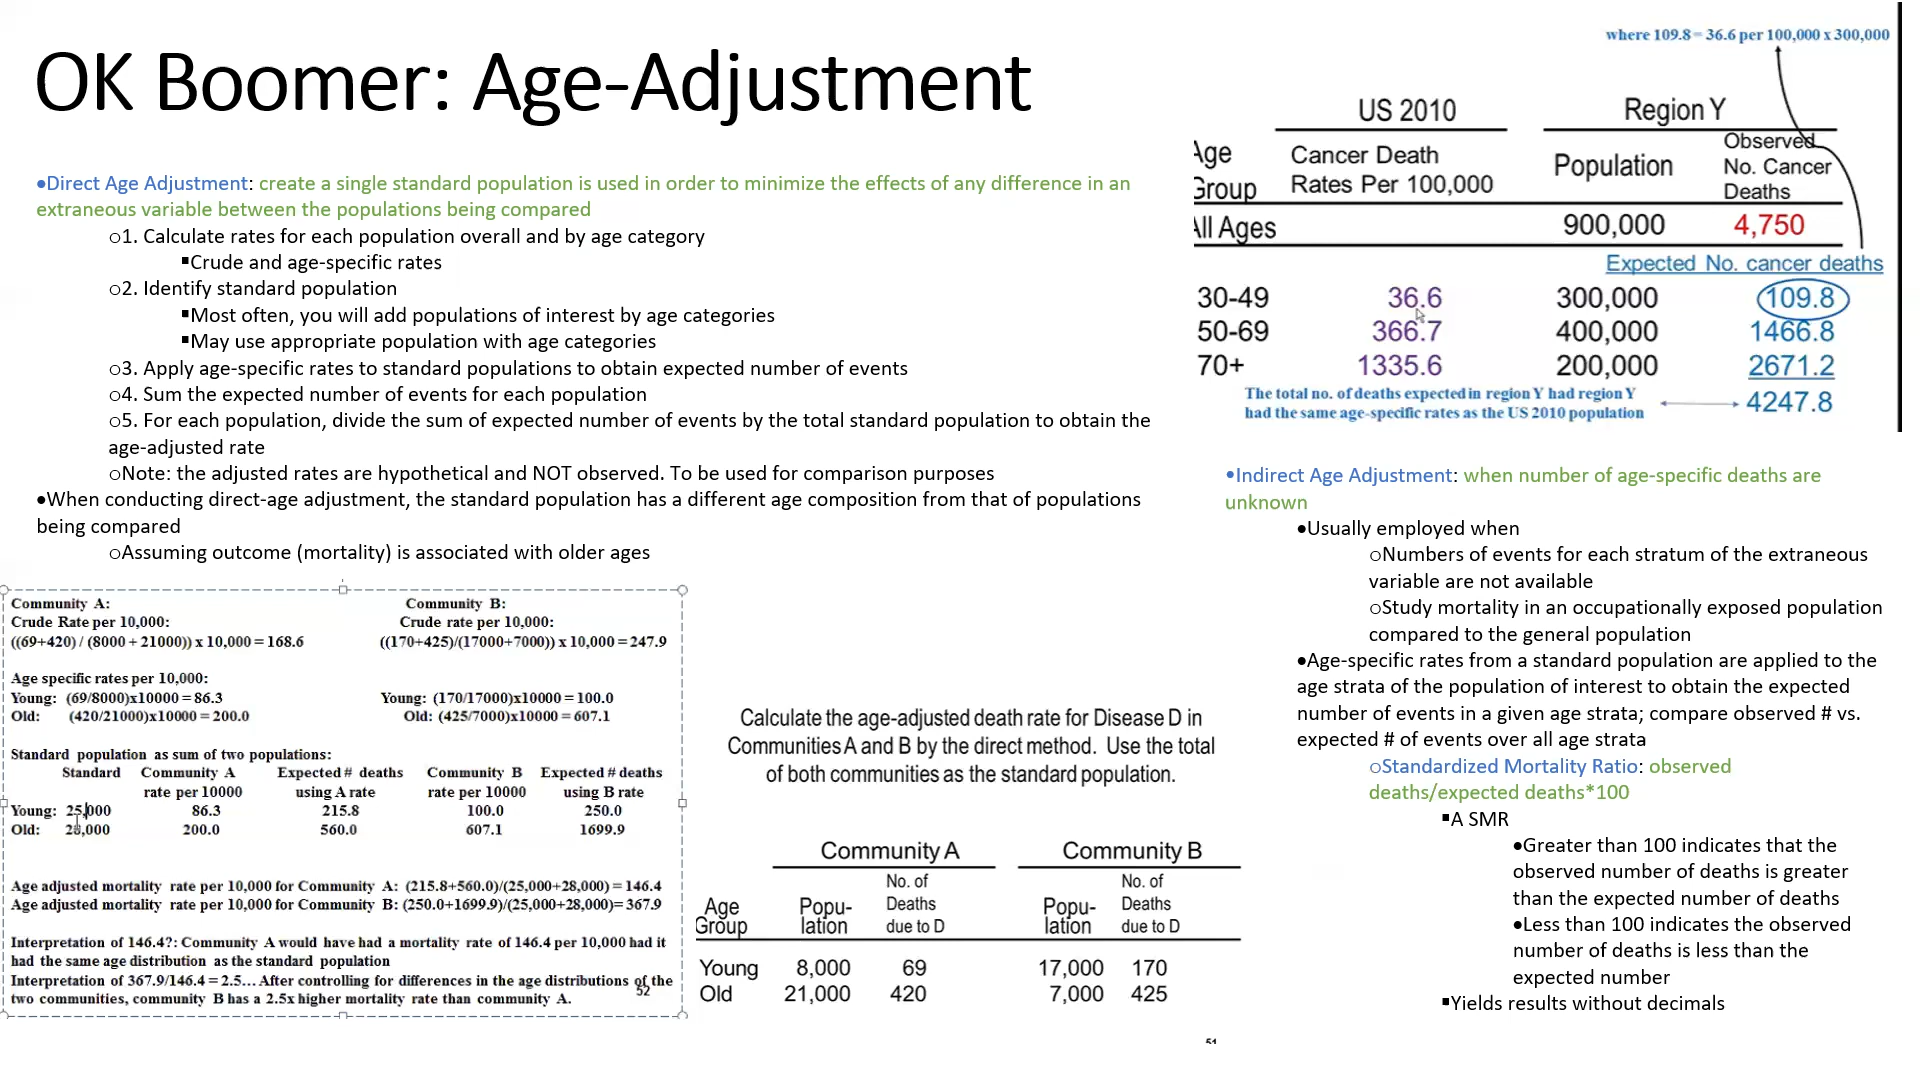 OK Boomer: Age-Adjustment
•Direct Age Adjustment: create a single standard population is used in order to minimize the effects of any difference in an
extraneous variable between the populations being compared
o1. Calculate rates for each population overall and by age category
▪Crude and age-specific rates
o2. Identify standard population
▪Most often, you will add populations of interest by age categories
▪May use appropriate population with age categories
o3. Apply age-specific rates to standard populations to obtain expected number of events
o4. Sum the expected number of events for each population
o5. For each population, divide the sum of expected number of events by the total standard population to obtain the
age-adjusted rate
oNote: the adjusted rates are hypothetical and NOT observed. To be used for comparison purposes
•When conducting direct-age adjustment, the standard population has a different age composition from that of populations
being compared
oAssuming outcome (mortality) is associated with older ages
Community A: Community B:
Crude Rate per 10,000: Crude rate per 10,000:
((69+420) / (8000 + 21000)) x 10,000 = 168.6 ((170+425)/(17000+7000)) x 10,000 = 247.9
Age specific rates per 10,000:
Young: (69/8000)x10000 = 86.3 Young: (170/17000)x10000 = 100.0
Old: (420/21000)x10000 = 200.0 Old: (425/7000)x10000 = 607.1
Standard population as sum of two populations:
Standard Community A Expected # deaths Community B Expected # deaths
rate per 10000 using A rate rate per 10000 using B rate
Young: 25,000 86.3 215.8 100.0 250.0
Old: 28,000 200.0 560.0 607.1 1699.9
Age adjusted mortality rate per 10,000 for Community A: (215.8+560.0)/(25,000+28,000) = 146.4
Age adjusted mortality rate per 10,000 for Community B: (250.0+1699.9)/(25,000+28,000)= 367.9
Interpretation of 146.4?: Community A would have had a mortality rate of 146.4 per 10,000 had it
had the same age distribution as the standard population
Interpretation of 367.9/146.4 = 2.5... After controlling for differences in the age distributions of the
two communities, community B has a 2.5x higher mortality rate than community A.
52
Calculate the age-adjusted death rate for Disease D in
Communities A and B by the direct method. Use the total
of both communities as the standard population.
Community A Community B
Age Group Popu-lation No. of Deaths due to D Popu-lation No. of Deaths due to D
Young 8,000 69 17,000 170
Old 21,000 420 7,000 425
51
where 109.8 = 36.6 per 100,000 x 300,000
US 2010 Region Y
Age Group Cancer Death Rates Per 100,000 Population Observed No. Cancer Deaths
All Ages 900,000 4,750
Expected No. cancer deaths
30-49 36.6 300,000 109.8
50-69 366.7 400,000 1466.8
70+ 1335.6 200,000 2671.2
The total no. of deaths expected in region Y had region Y
had the same age-specific rates as the US 2010 population 4247.8
•Indirect Age Adjustment: when number of age-specific deaths are
unknown
•Usually employed when
oNumbers of events for each stratum of the extraneous
variable are not available
oStudy mortality in an occupationally exposed population
compared to the general population
•Age-specific rates from a standard population are applied to the
age strata of the population of interest to obtain the expected
number of events in a given age strata; compare observed # vs.
expected # of events over all age strata
oStandardized Mortality Ratio: observed
deaths/expected deaths*100
▪A SMR
•Greater than 100 indicates that the
observed number of deaths is greater
than the expected number of deaths
•Less than 100 indicates the observed
number of deaths is less than the
expected number
▪Yields results without decimals